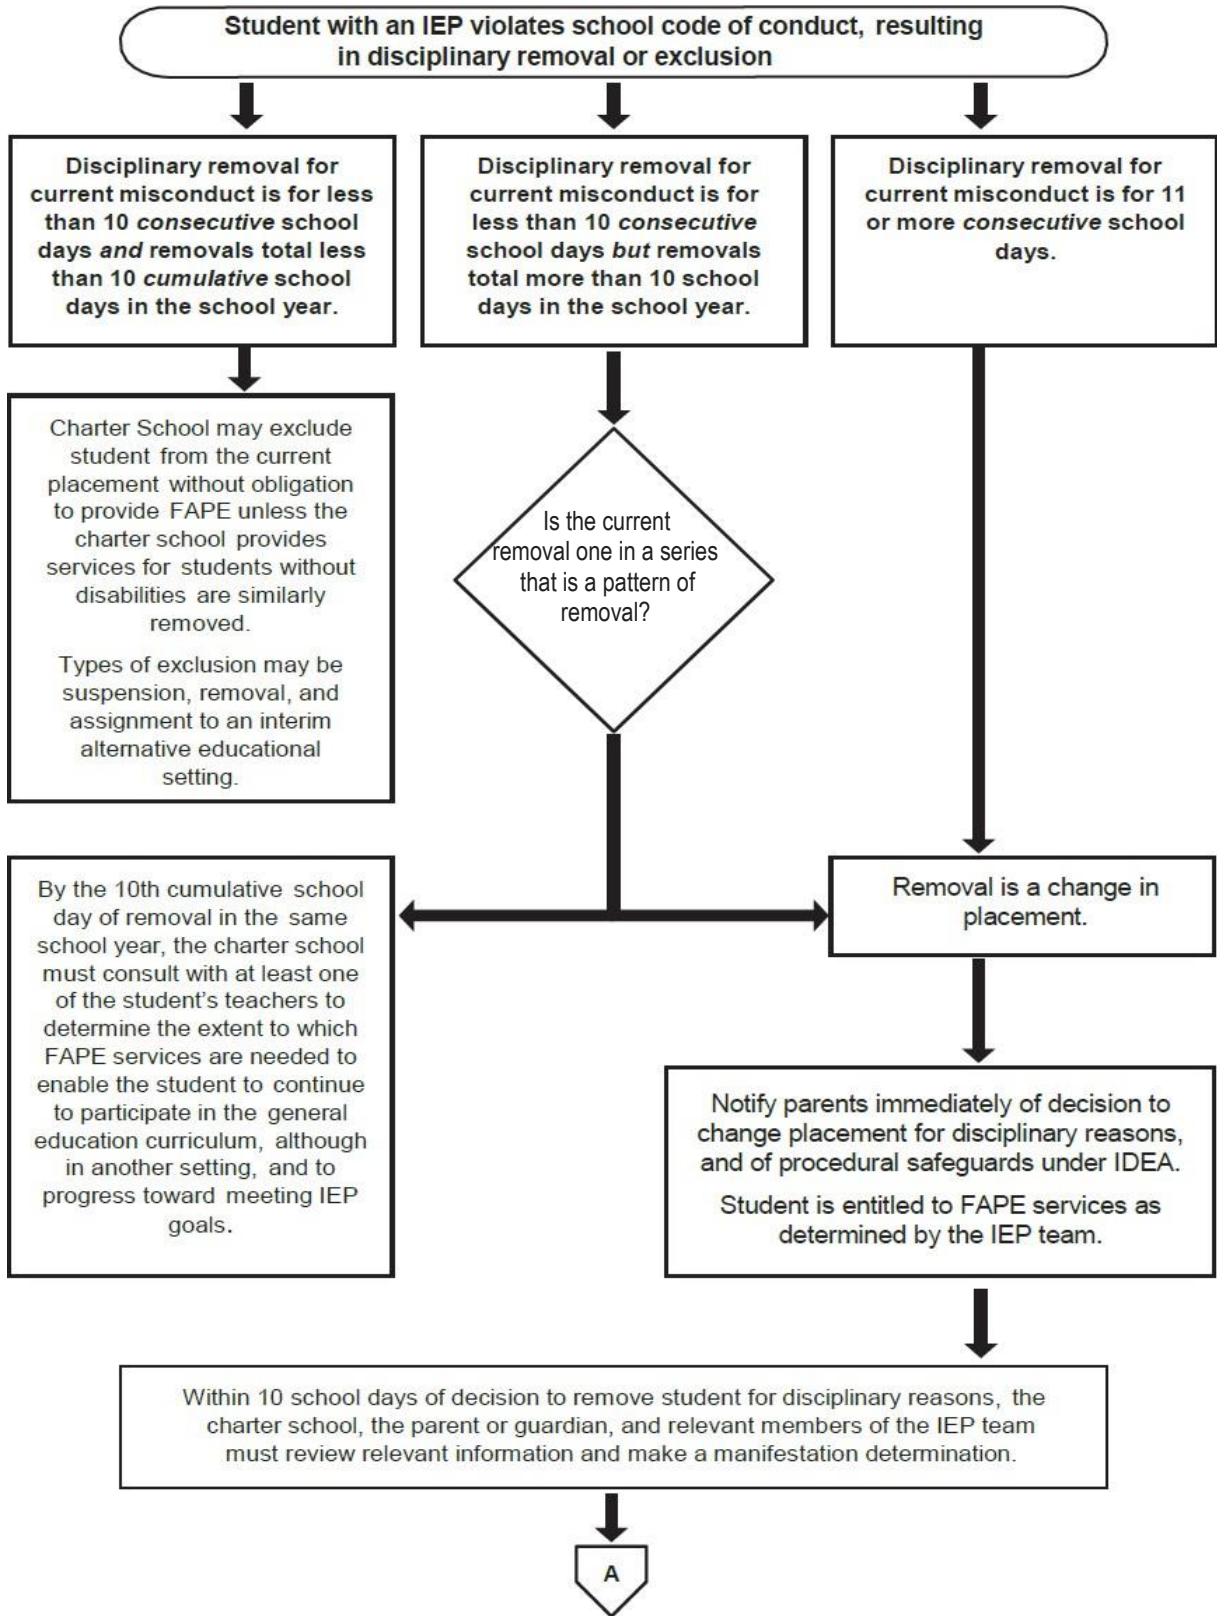 Student with an IEP violates school code of conduct, resulting
in disciplinary removal or exclusion
Disciplinary removal for
current misconduct is for less
than 10 consecutive school
days and removals total less
than 10 cumulative school
days in the school year.
Disciplinary removal for
current misconduct is for
less than 10 consecutive
school days but removals
total more than 10 school
days in the school year.
Disciplinary removal for
current misconduct is for 11
or more consecutive school
days.
Charter School may exclude
student from the current
placement without obligation
to provide FAPE unless the
charter school provides
services for students without
disabilities are similarly
removed.
Types of exclusion may be
suspension, removal, and
assignment to an interim
alternative educational
setting.
Is the current
removal one in a series
that is a pattern of
removal?
By the 10th cumulative school
day of removal in the same
school year, the charter school
must consult with at least one
of the student's teachers to
determine the extent to which
FAPE services are needed to
enable the student to continue
to participate in the general
education curriculum, although
in another setting, and to
progress toward meeting IEP
goals.
Removal is a change in
placement.
Notify parents immediately of decision to
change placement for disciplinary reasons,
and of procedural safeguards under IDEA.
Student is entitled to FAPE services as
determined by the IEP team.
Within 10 school days of decision to remove student for disciplinary reasons, the
charter school, the parent or guardian, and relevant members of the IEP team
must review relevant information and make a manifestation determination.
A